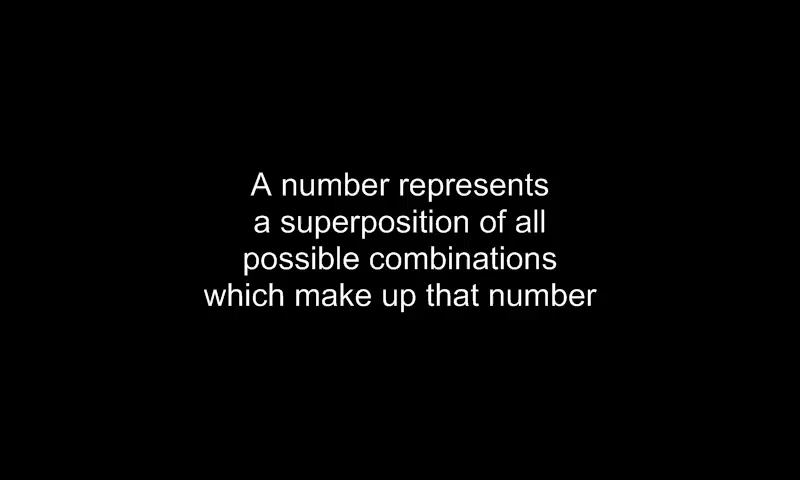 A number represents
a superposition of all
possible combinations
which make up that number